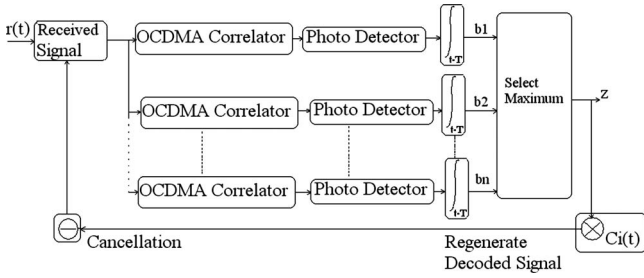 r(t)
Received
Signal
OCDMA Correlator
Photo Detector
t-T
b1
OCDMA Correlator
Photo Detector
t-T
b2
OCDMA Correlator
Photo Detector
t-T
bn
Select
Maximum
z
Cancellation
Regenerate
Decoded Signal
Ci(t)